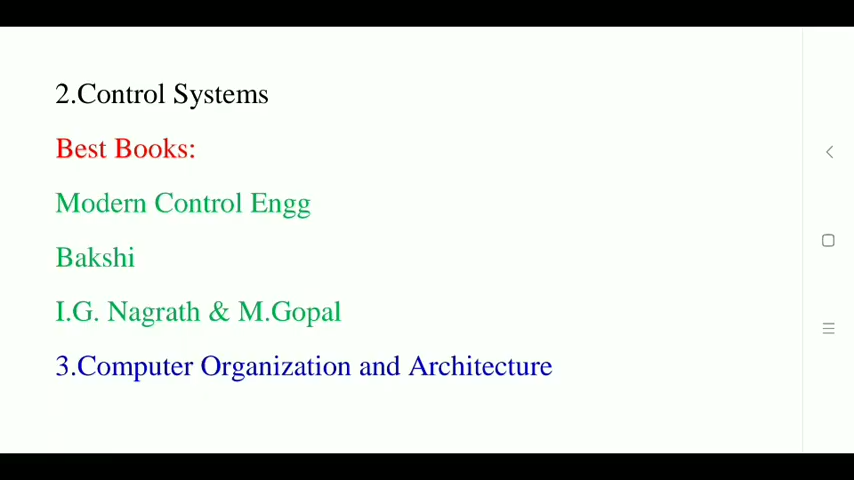 2.Control Systems
Best Books:
Modern Control Engg
Bakshi
I.G. Nagrath & M.Gopal
3.Computer Organization and Architecture